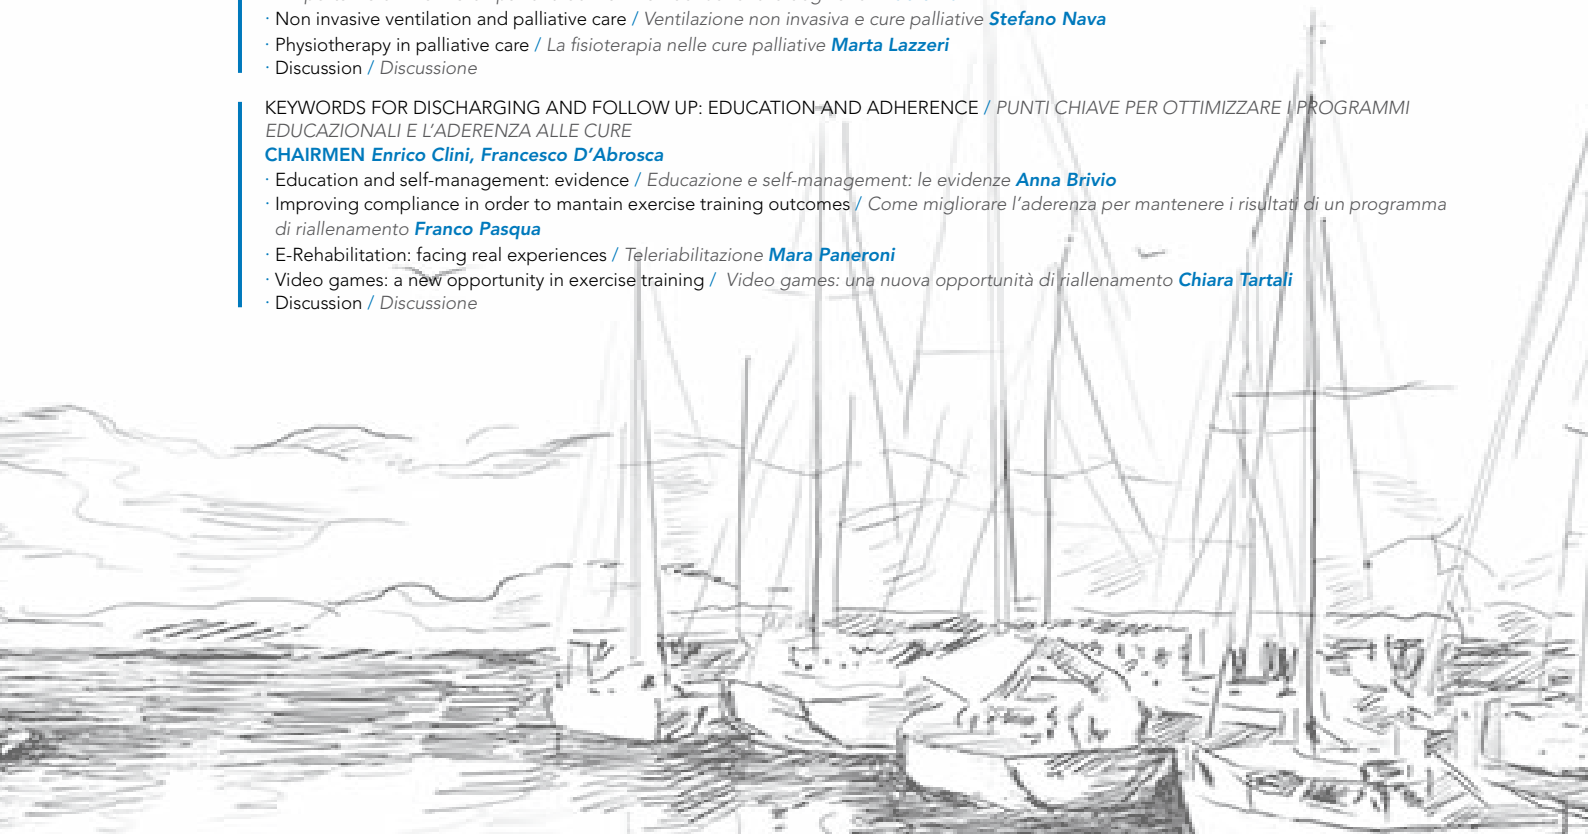 · Non invasive ventilation and palliative care / Ventilazione non invasiva e cure palliative Stefano Nava
· Physiotherapy in palliative care / La fisioterapia nelle cure palliative Marta Lazzeri
· Discussion / Discussione
KEYWORDS FOR DISCHARGING AND FOLLOW UP: EDUCATION AND ADHERENCE / PUNTI CHIAVE PER OTTIMIZZARE I PROGRAMMI
EDUCAZIONALI E L’ADERENZA ALLE CURE
CHAIRMEN Enrico Clini, Francesco D’Abrosca
· Education and self-management: evidence / Educazione e self-management: le evidenze Anna Brivio
· Improving compliance in order to mantain exercise training outcomes / Come migliorare l’aderenza per mantenere i risultati di un programma
di riallenamento Franco Pasqua
· E-Rehabilitation: facing real experiences / Teleriabilitazione Mara Paneroni
· Video games: a new opportunity in exercise training / Video games: una nuova opportunità di riallenamento Chiara Tartali
· Discussion / Discussione